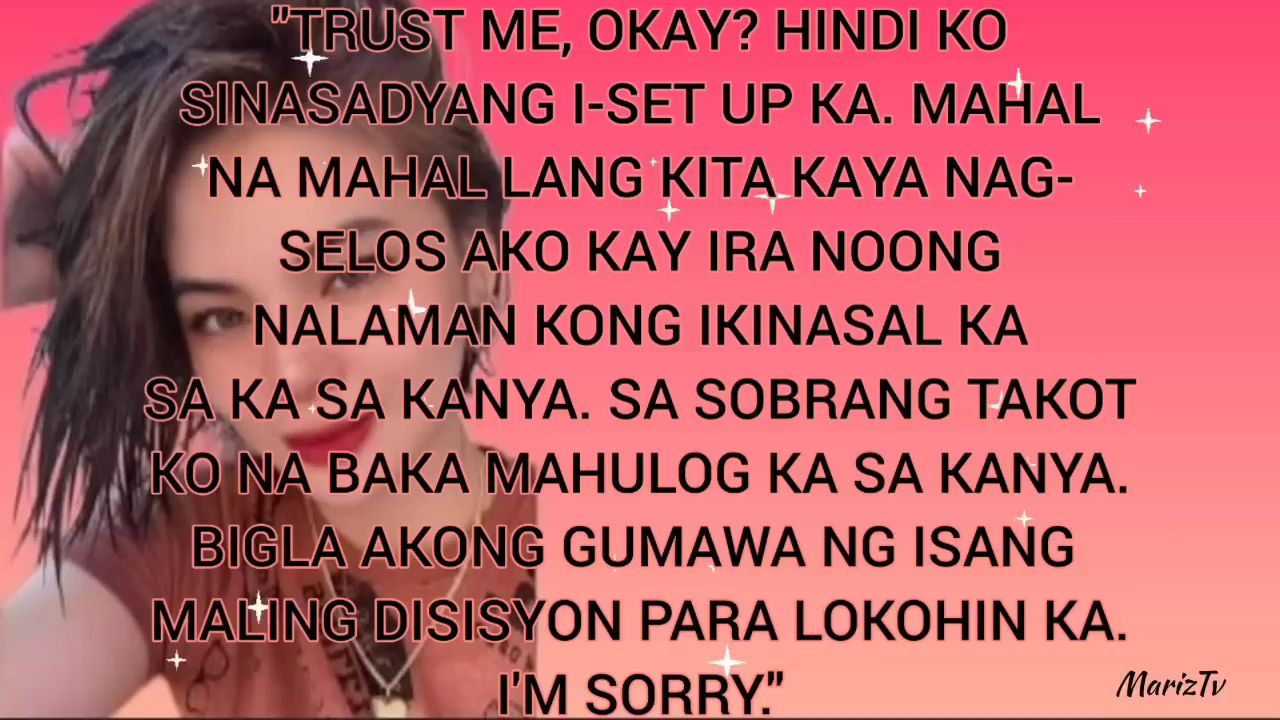 "TRUST ME, OKAY? HINDI KO
SINASADYANG I-SET UP KA. MAHAL
NA MAHAL LANG KITA KAYA NAG-
SELOS AKO KAY IRA NOONG
NALAMAN KONG IKINASAL KA
SA KA SA KANYA. SA SOBRANG TAKOT
KO NA BAKA MAHULOG KA SA KANYA.
BIGLA AKONG GUMAWA NG ISANG
MALING DISISYON PARA LOKOHIN KA.
I'M SORRY."
MarizTv